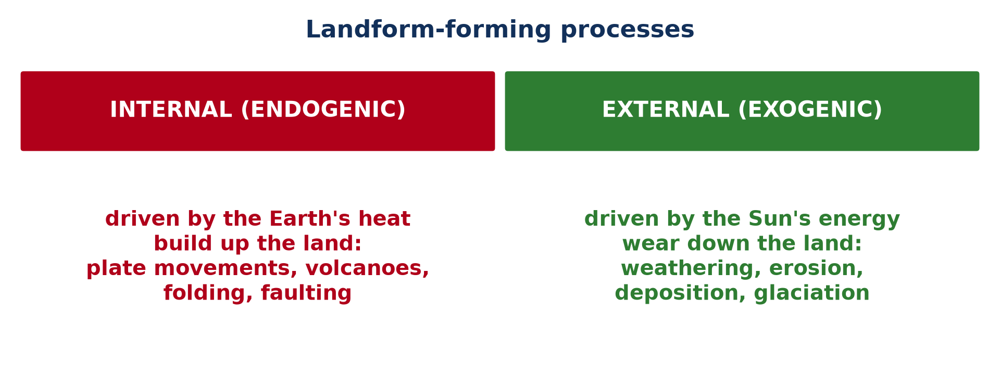 Landform-forming processes
INTERNAL (ENDOGENIC)
driven by the Earth's heat
build up the land:
plate movements, volcanoes,
folding, faulting
EXTERNAL (EXOGENIC)
driven by the Sun's energy
wear down the land:
weathering, erosion,
deposition, glaciation